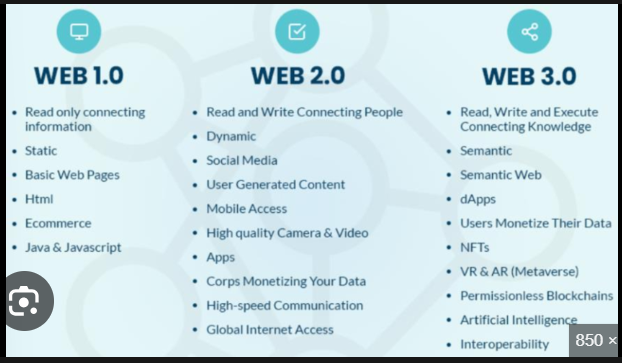 WEB 1.0
Read only connecting
information
Static
Basic Web Pages
Html
Ecommerce
Java & Javascript
WEB 2.0
Read and Write Connecting People
Dynamic
Social Media
User Generated Content
Mobile Access
High quality Camera & Video
Apps
Corps Monetizing Your Data
High-speed Communication
Global Internet Access
WEB 3.0
Read, Write and Execute
Connecting Knowledge
Semantic
Semantic Web
dApps
Users Monetize Their Data
NFTs
VR & AR (Metaverse)
Permissionless Blockchains
Artificial Intelligence
Interoperability
850 ×